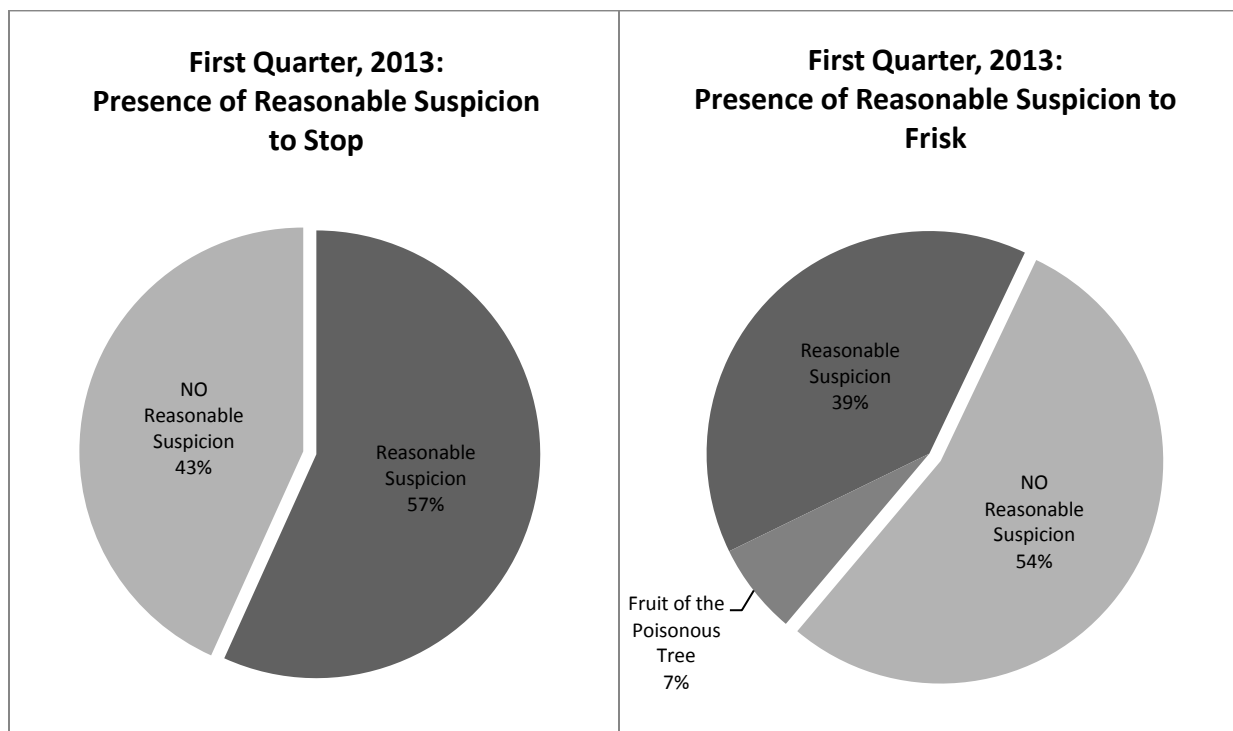 First Quarter, 2013:
Presence of Reasonable Suspicion
to Stop
NO
Reasonable
Suspicion
43%
Reasonable
Suspicion
57%
First Quarter, 2013:
Presence of Reasonable Suspicion to
Frisk
Reasonable
Suspicion
39%
NO
Reasonable
Suspicion
54%
Fruit of the
Poisonous
Tree
7%